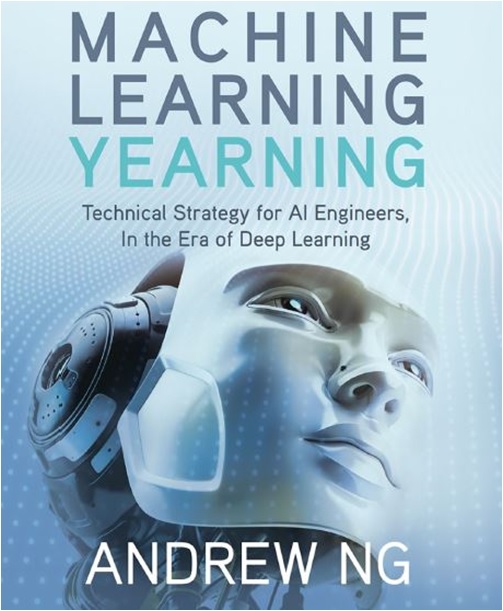 MACHINE
LEARNING
YEARNING
Technical Strategy for AI Engineers,
In the Era of Deep Learning
ANDREW NG